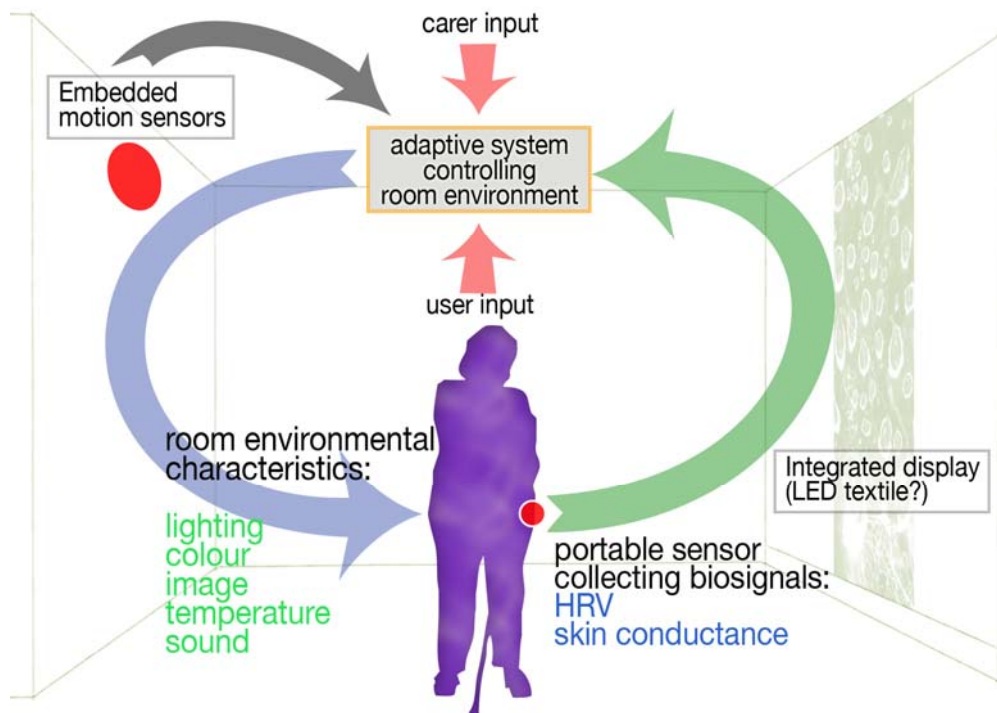 carer input
Embedded
motion sensors
adaptive system
controlling
room environment
user input
room environmental
characteristics:
lighting
colour
image
temperature
sound
Integrated display
(LED textile?)
portable sensor
collecting biosignals:
HRV
skin conductance